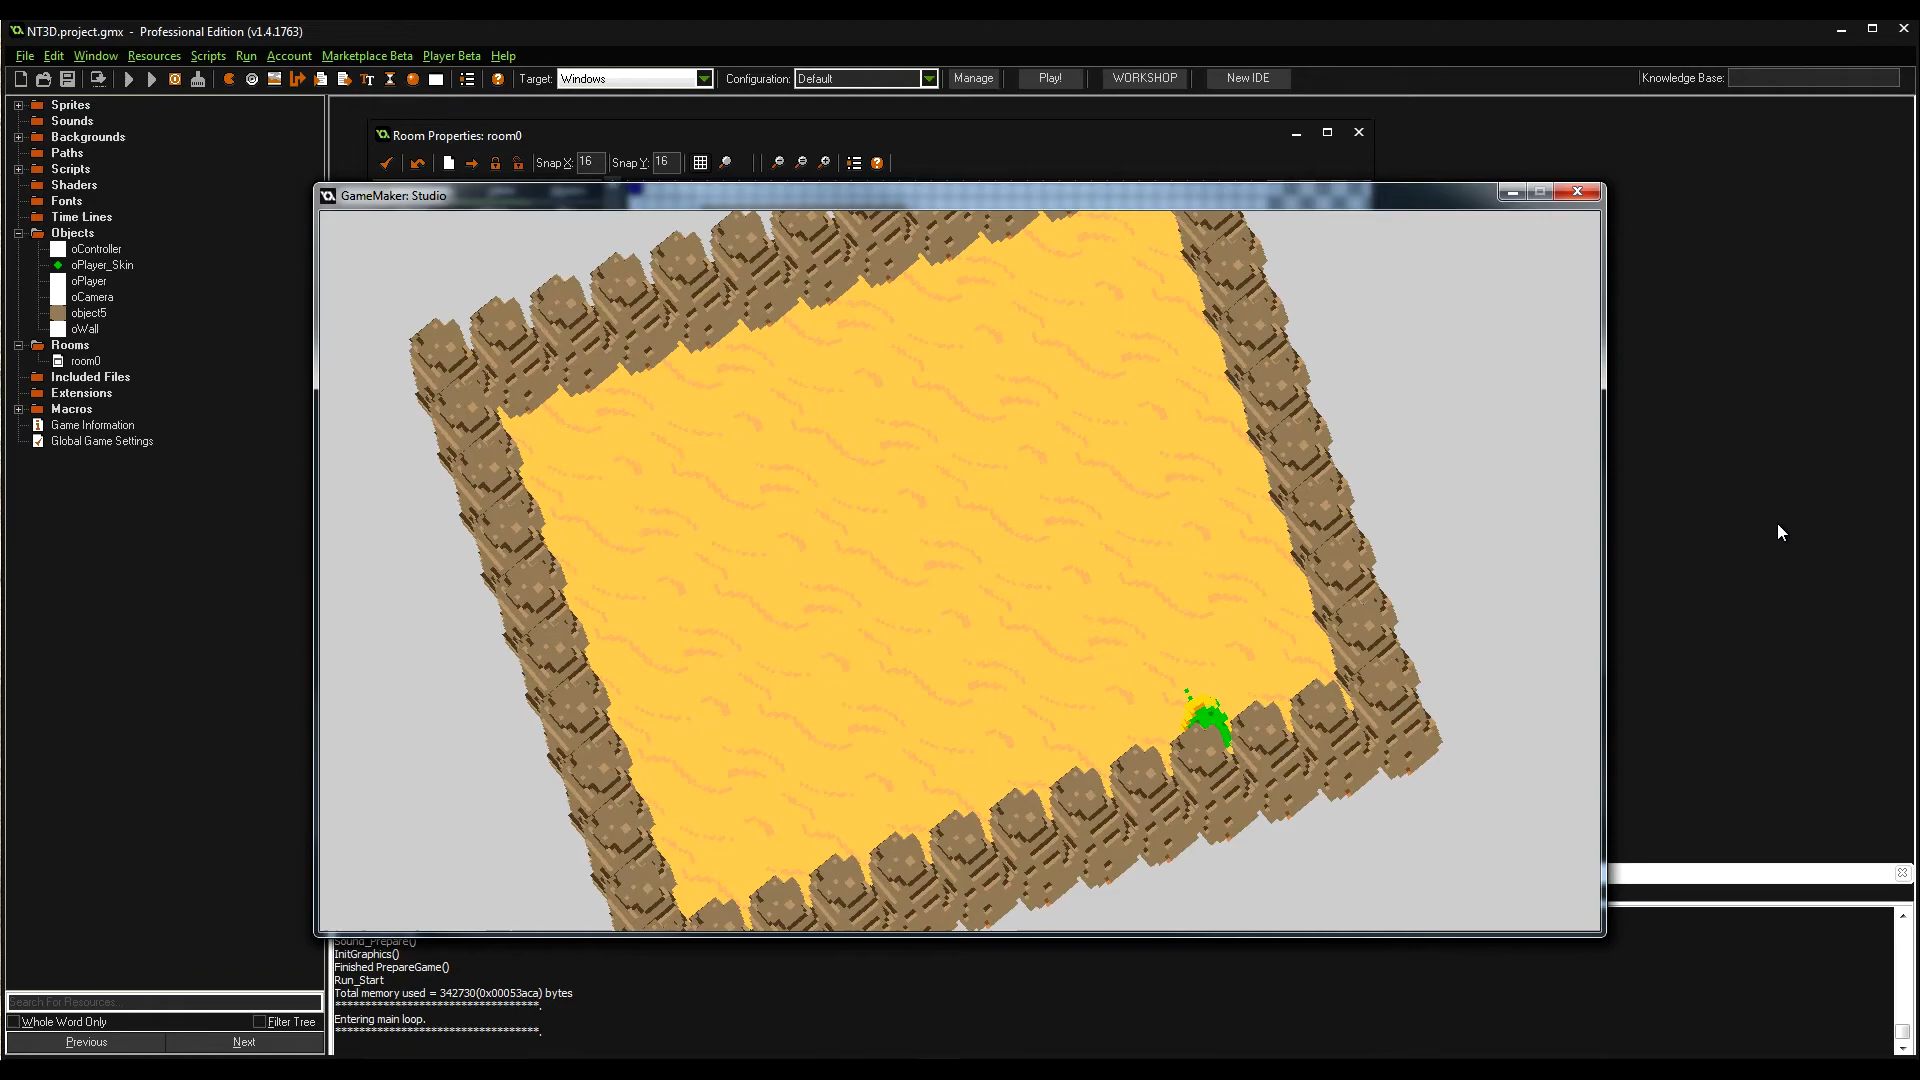 NT3D.project.gmx - Professional Edition (v1.4.1763)
File Edit Window Resources Scripts Run Account Marketplace Beta Player Beta Help
Target: Windows Configuration: Default Manage Play! WORKSHOP New IDE Knowledge Base:
Sprites
Sounds
Backgrounds
Paths
Scripts
Shaders
Fonts
Time Lines
Objects
oController
oPlayer_Skin
oPlayer
oCamera
object5
oWall
Rooms
room0
Included Files
Extensions
Macros
Game Information
Global Game Settings
Search For Resources...
Whole Word Only Filter Tree
Previous Next
Room Properties: room0
Snap X: 16 Snap Y: 16
GameMaker: Studio
Sound_Prepare()
InitGraphics()
Finished PrepareGame()
Run_Start
Total memory used = 342730(0x00053aca) bytes
**********************************.
Entering main loop.
**********************************.